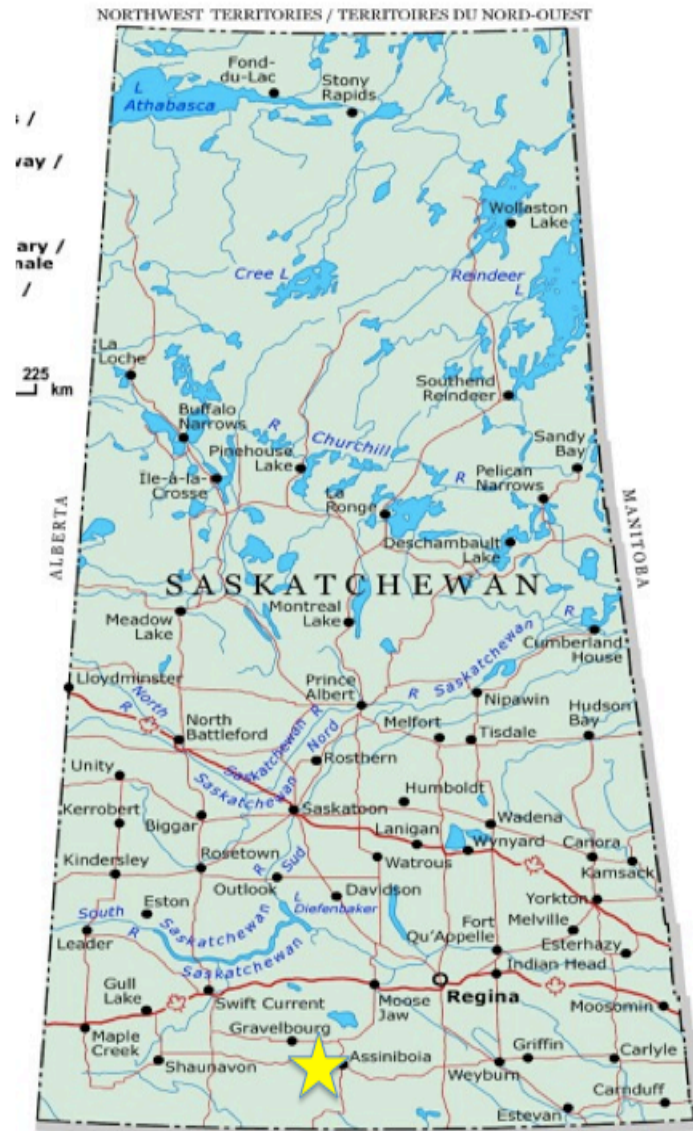 NORTHWEST TERRITORIES / TERRITOIRES DU NORD-OUEST
Fond-
du-Lac
Stony
Rapids
L
Athabasca
s /
way /
Wollaston
Lake
ary /
nale
/
Cree L
Reindeer
L
La
Loche
225
km
Southend
Reindeer
Buffalo
Narrows
R
Churchill
Pinehouse
Lake
Sandy
Bay
R
Pelican
Narrows
Île-à-la-
Crosse
La
Ronge
MANITOBA
ALBERTA
Deschambault
Lake
SASKATCHEWAN
Meadow
Lake
Montreal
Lake
R
Saskatchewan
R
Cumberland
House
Lloydminster
North
R
Prince
Albert
Nipawin
Hudson
Bay
North
Battleford
R
Saskatchewan
Nord
Melfort
Tisdale
Rosthern
Unity
Saskatchewan
Humboldt
Kerrobert
Biggar
Saskatoon
Wadena
Lanigan
Wynyard
Canora
Kamsack
Kindersley
Rosetown
Sud
R
Watrous
Outlook
Davidson
Yorkton
Eston
L
Diefenbaker
South
R
Saskatchewan
Fort
Qu'Appelle
Melville
Esterhazy
Leader
Saskatchewan
Indian Head
Gull
Lake
Swift Current
Moose
Jaw
Regina
Moosomin
Maple
Creek
Gravelbourg
Shaunavon
Assiniboia
Griffin
Carlyle
Weyburn
Carnduff
Estevan